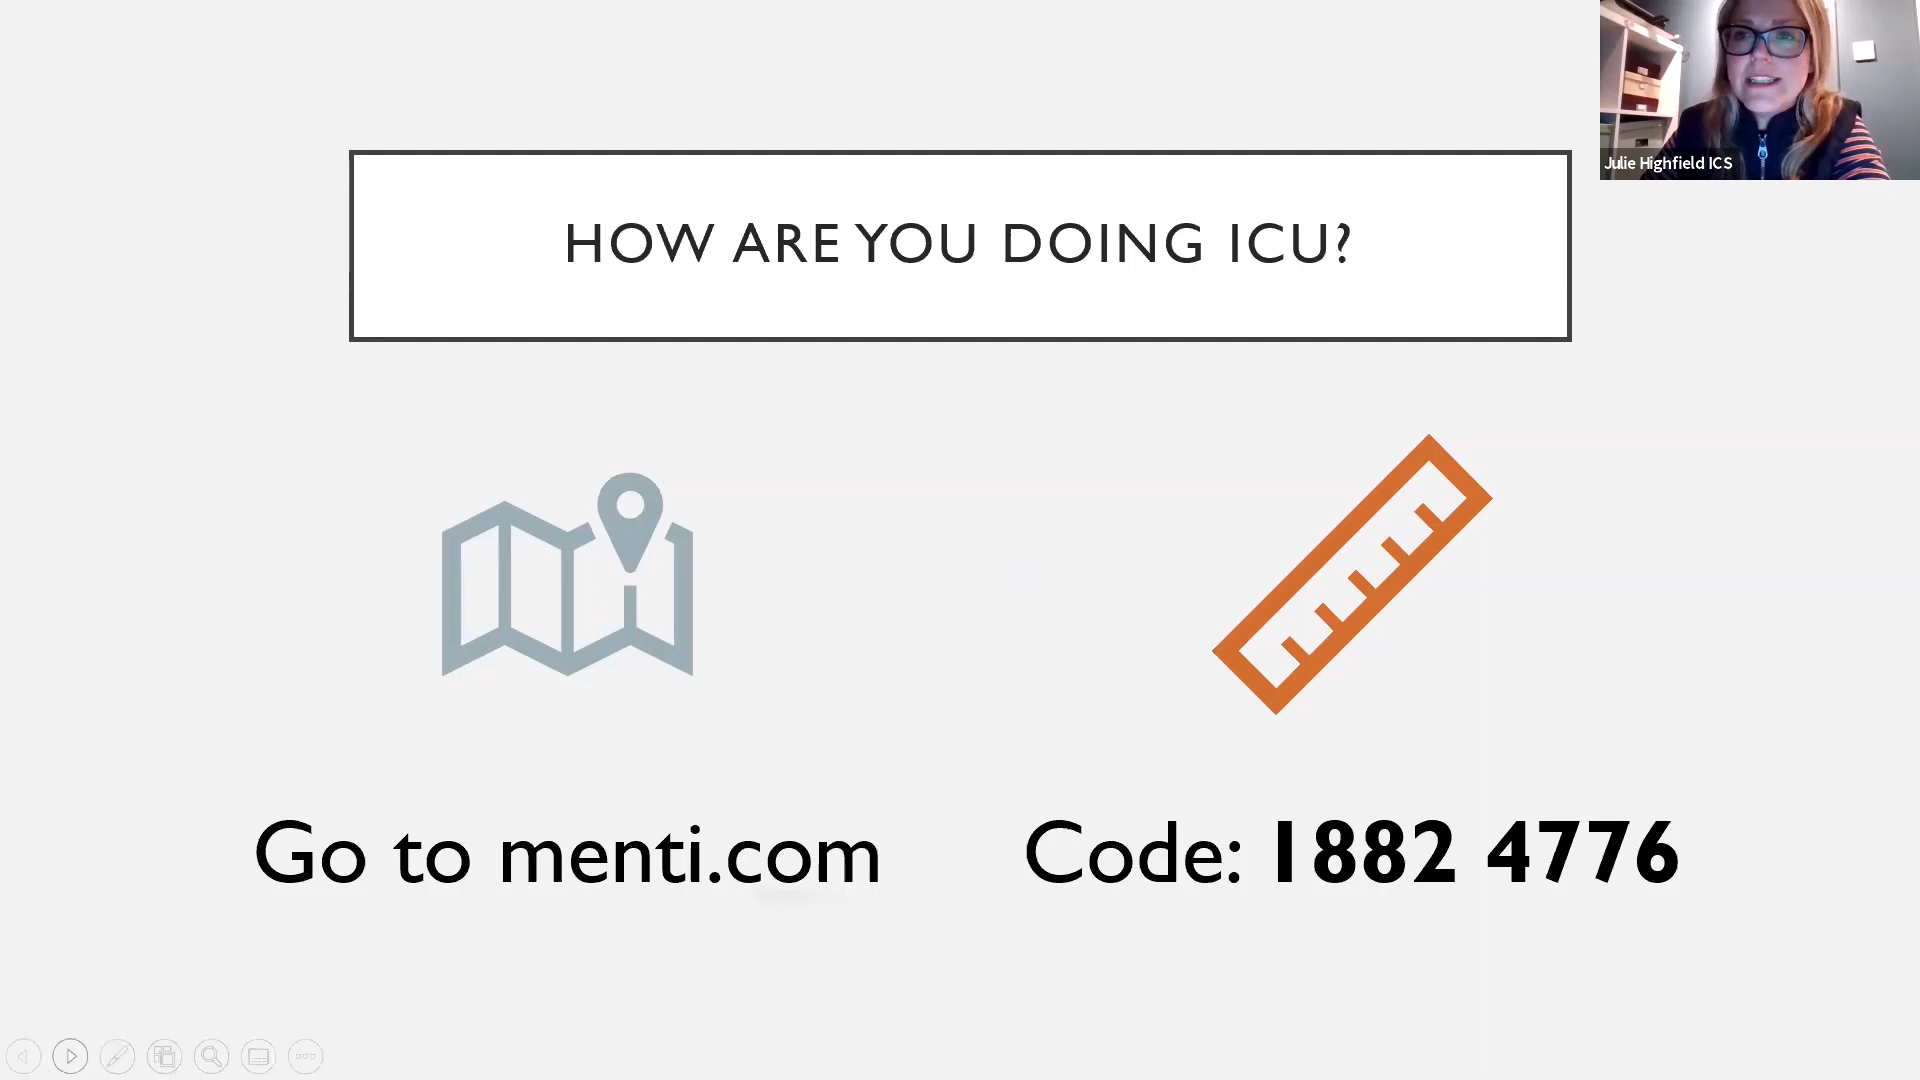 Julie Highfield ICS
HOW ARE YOU DOING ICU?
Go to menti.com
Code: 1882 4776